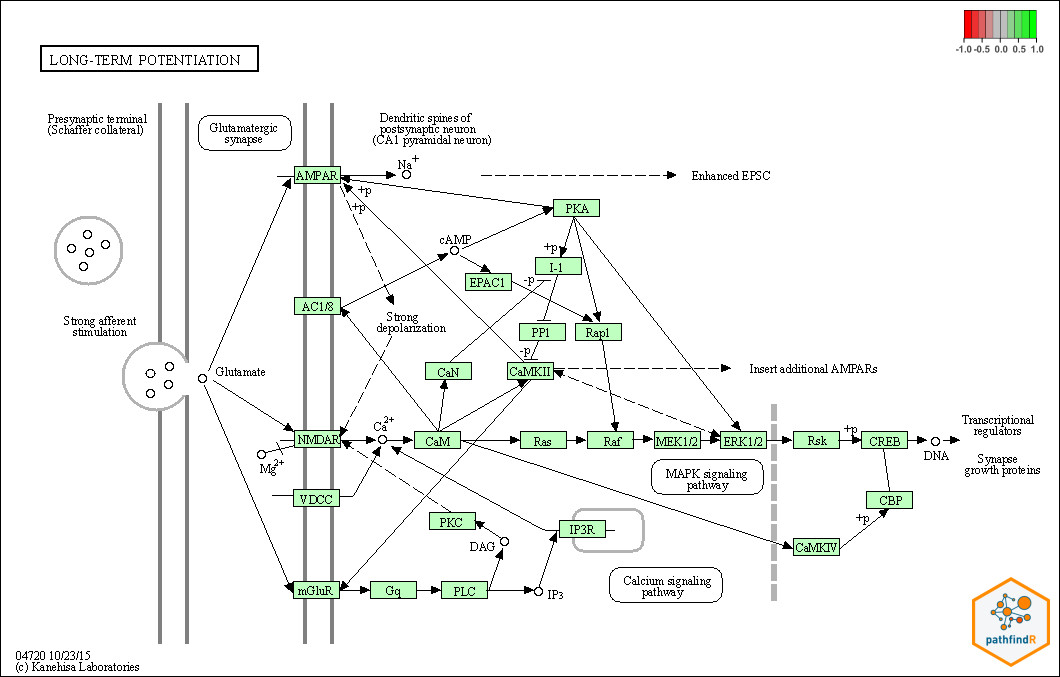 -1.0 -0.5 0.0 0.5 1.0
LONG-TERM POTENTIATION
Presynaptic terminal
(Schaffer collateral)
Glutamatergic
synapse
Dendritic spines of
postsynaptic neuron
(CA1 pyramidal neuron)
Na+
AMPAR
+p
+p
Enhanced EPSC
PKA
cAMP
+p
I-1
EPAC1
-p
AC1/8
Strong
depolarization
Strong afferent
stimulation
PP1
Rap1
-p
CaN
CaMKII
Insert additional AMPARs
Glutamate
Ca2+
NMDAR
CaM
Ras
Raf
MEK1/2
ERK1/2
Rsk
+p
CREB
DNA
Transcriptional
regulators
Synapse
growth proteins
Mg2+
MAPK signaling
pathway
VDCC
CBP
+p
PKC
IP3R
DAG
CaMKIV
mGluR
Gq
PLC
IP3
Calcium signaling
pathway
pathfindR
04720 10/23/15
(c) Kanehisa Laboratories